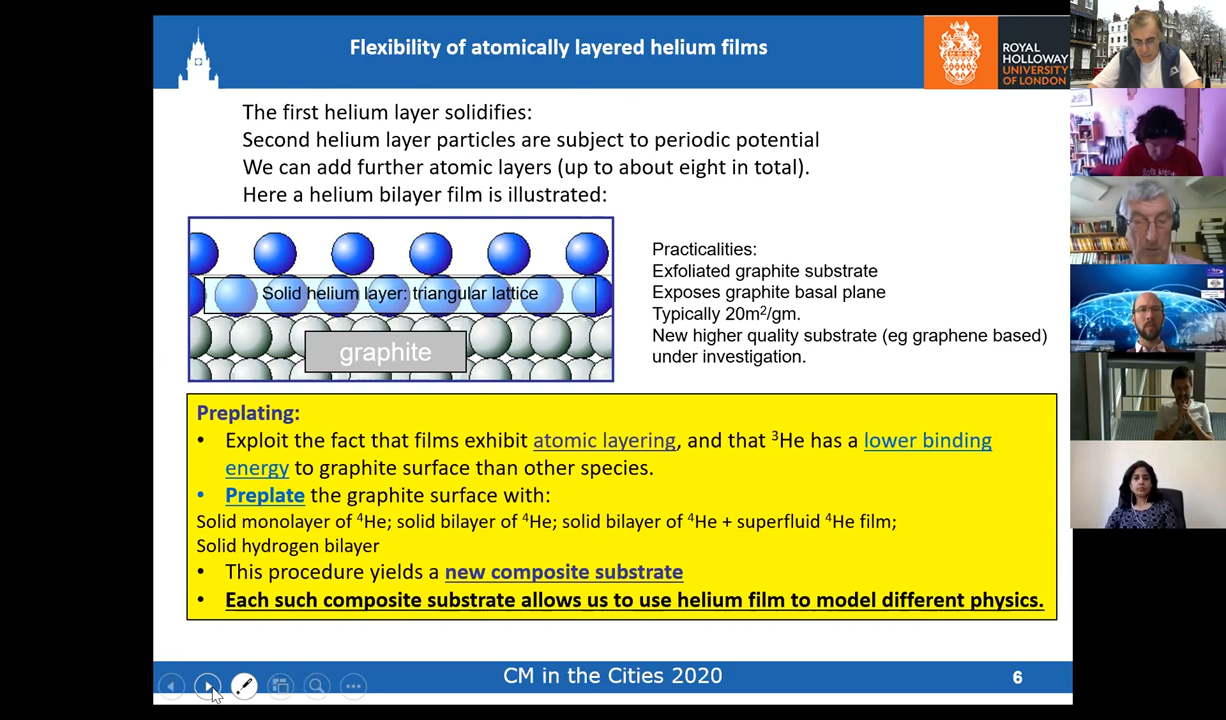 Flexibility of atomically layered helium films
ROYAL
HOLLOWAY
UNIVERSITY
OF LONDON
The first helium layer solidifies:
Second helium layer particles are subject to periodic potential
We can add further atomic layers (up to about eight in total).
Here a helium bilayer film is illustrated:
Solid helium layer: triangular lattice
graphite
Practicalities:
Exfoliated graphite substrate
Exposes graphite basal plane
Typically 20m²/gm.
New higher quality substrate (eg graphene based)
under investigation.
Preplating:
• Exploit the fact that films exhibit atomic layering, and that ³He has a lower binding
energy to graphite surface than other species.
• Preplate the graphite surface with:
Solid monolayer of ⁴He; solid bilayer of ⁴He; solid bilayer of ⁴He + superfluid ⁴He film;
Solid hydrogen bilayer
• This procedure yields a new composite substrate
• Each such composite substrate allows us to use helium film to model different physics.
CM in the Cities 2020
6